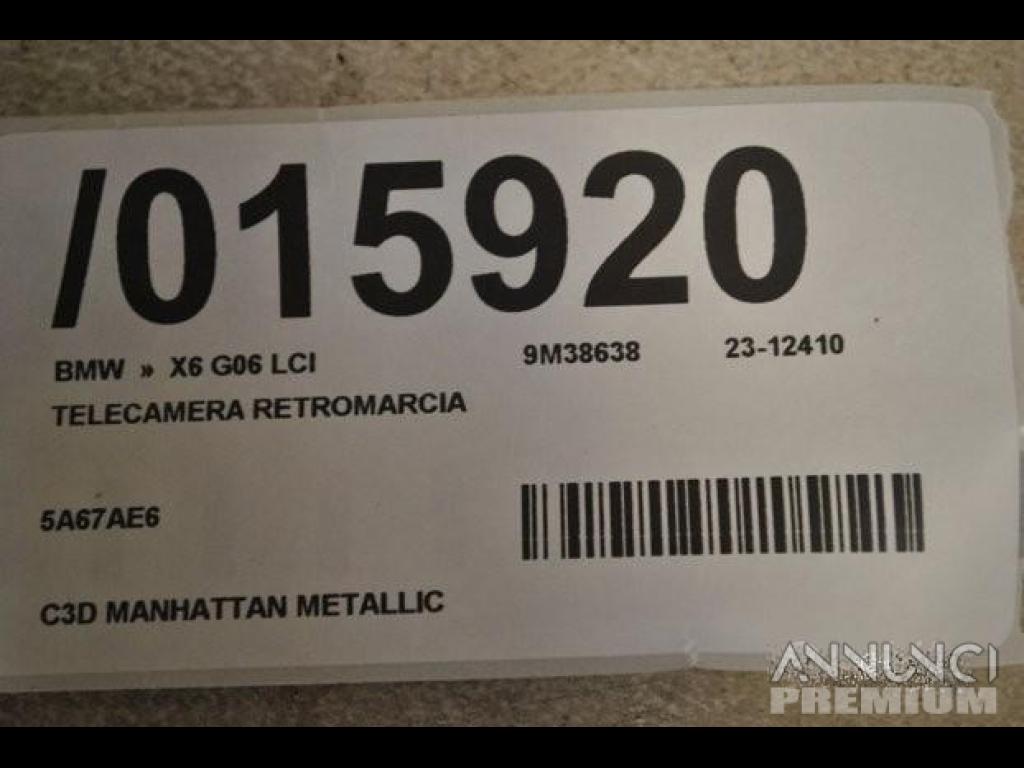 /015920
BMW » X6 G06 LCI 9M38638 23-12410
TELECAMERA RETROMARCIA
5A67AE6
C3D MANHATTAN METALLIC
ANNUNCI
PREMIUM